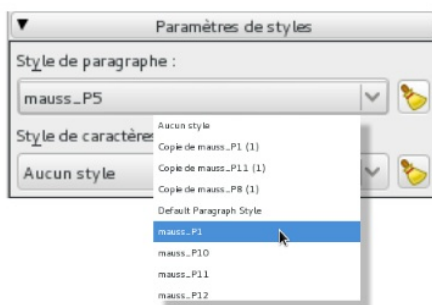 Paramètres de styles
Style de paragraphe :
mauss_P5
Style de caractères
Aucun style
Aucun style
Copie de mauss_P1 (1)
Copie de mauss_P11 (1)
Copie de mauss_P8 (1)
Default Paragraph Style
mauss_P1
mauss_P10
mauss_P11
mauss_P12